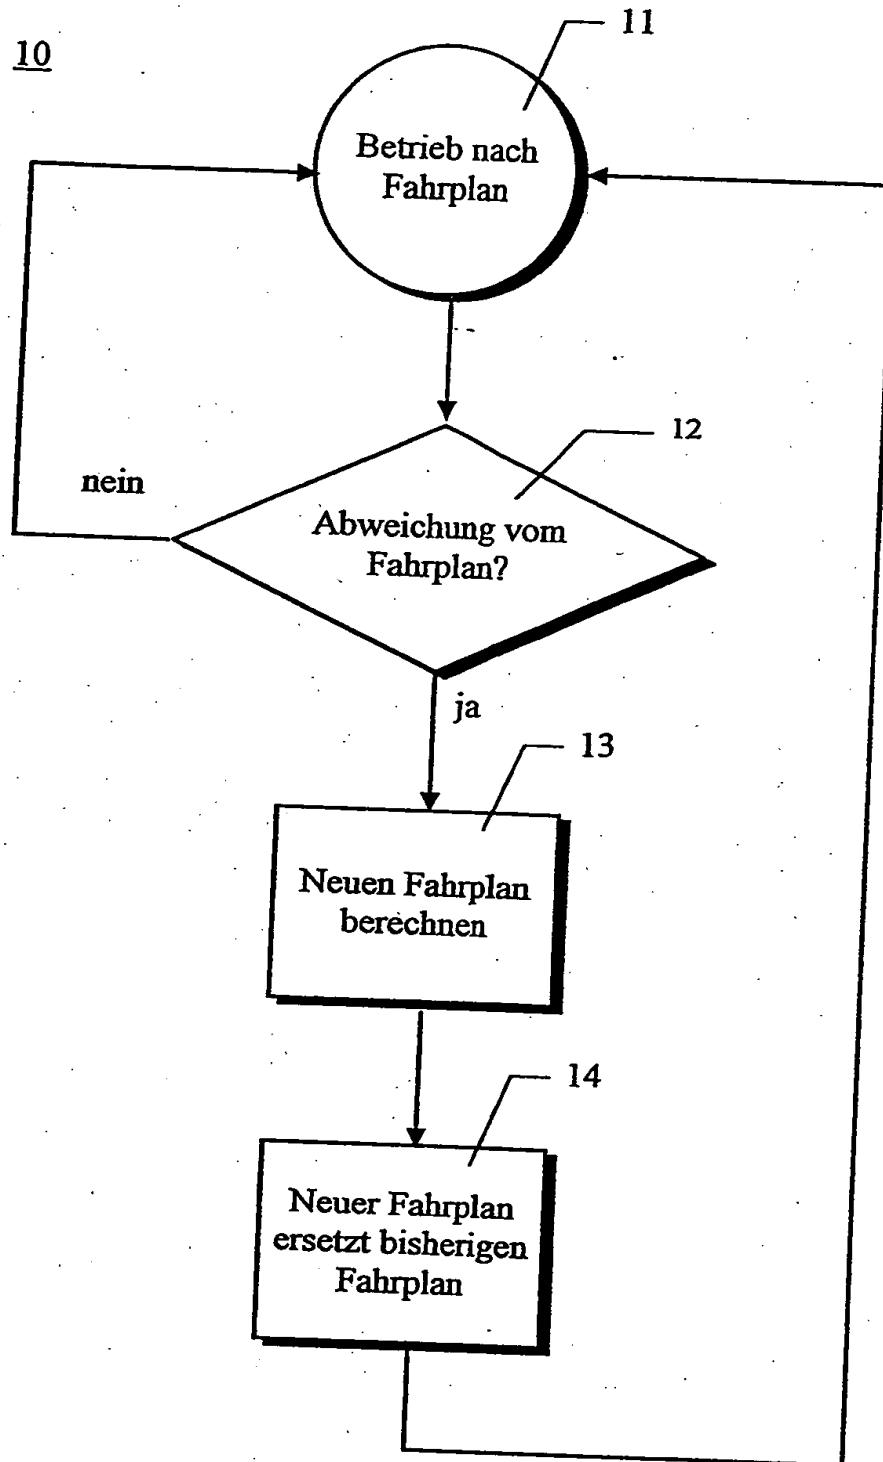 11
10
Betrieb nach
Fahrplan
12
nein
Abweichung vom
Fahrplan?
ja
13
Neuen Fahrplan
berechnen
14
Neuer Fahrplan
ersetzt bisherigen
Fahrplan